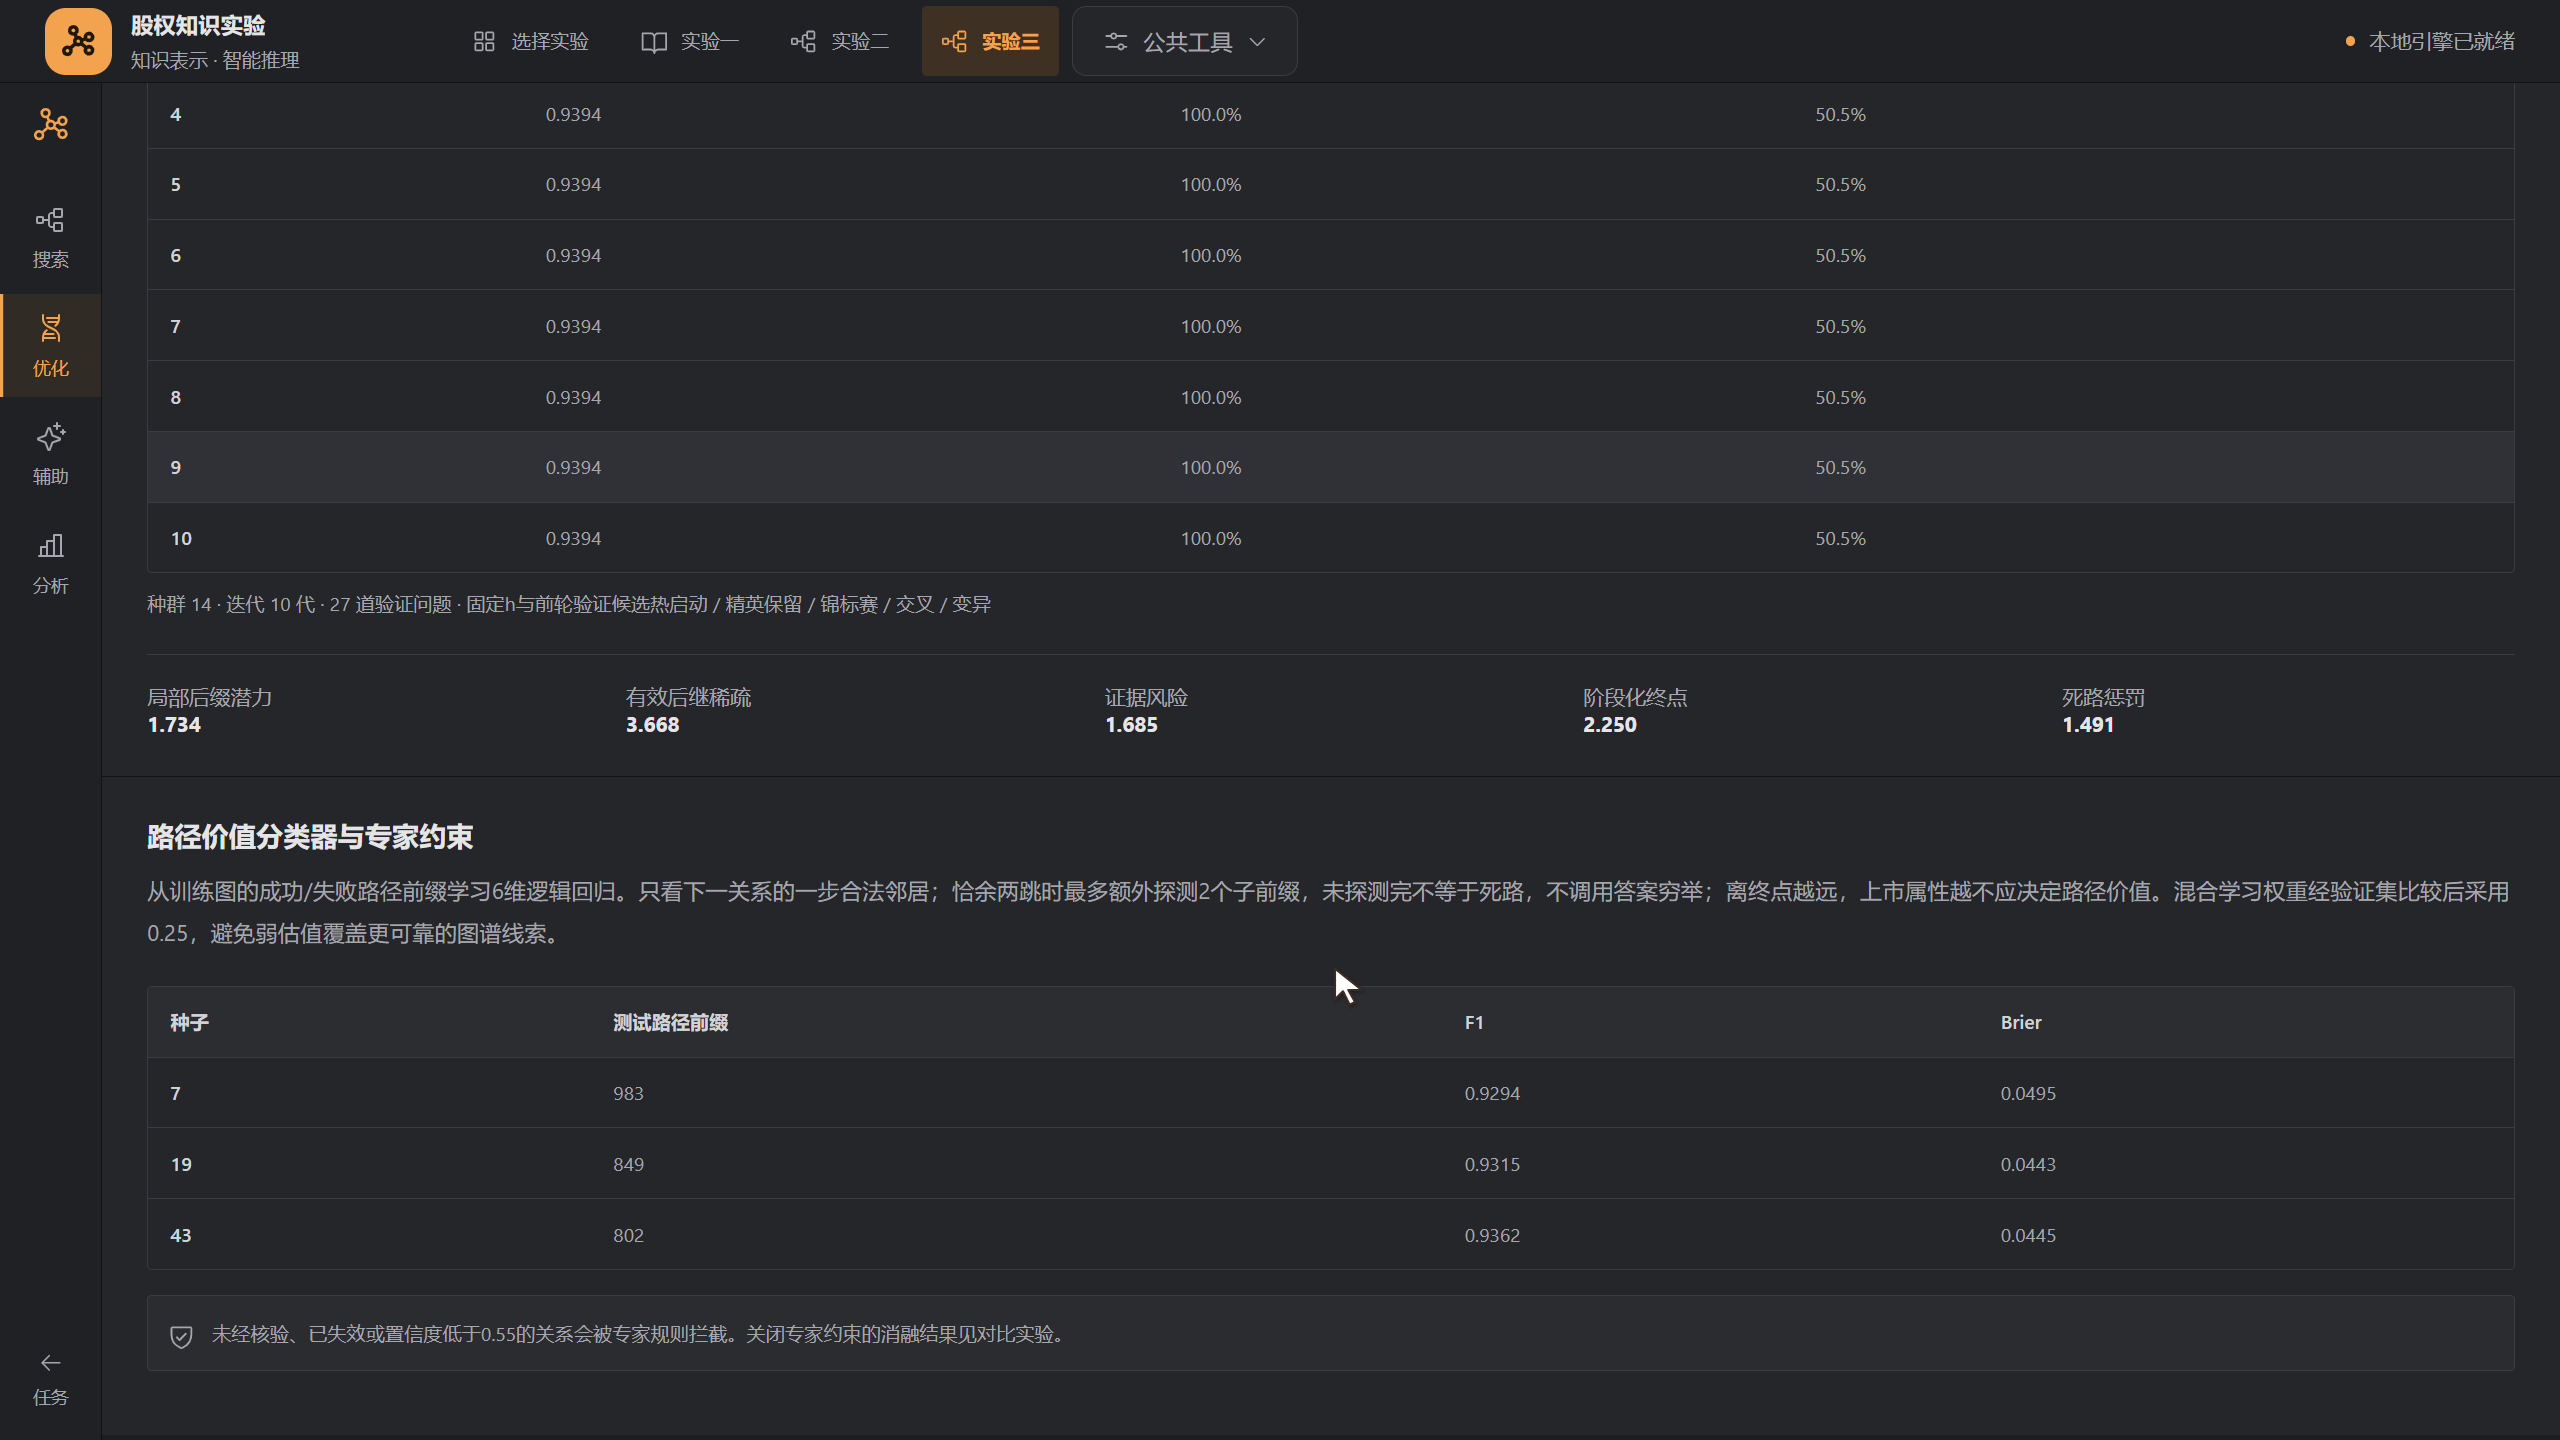 股权知识实验
知识表示 · 智能推理
选择实验
实验一
实验二
实验三
公共工具
本地引擎已就绪
搜索
优化
辅助
分析
任务
4 0.9394 100.0% 50.5%
5 0.9394 100.0% 50.5%
6 0.9394 100.0% 50.5%
7 0.9394 100.0% 50.5%
8 0.9394 100.0% 50.5%
9 0.9394 100.0% 50.5%
10 0.9394 100.0% 50.5%
种群 14 · 迭代 10 代 · 27 道验证问题 · 固定h与前轮验证候选热启动 / 精英保留 / 锦标赛 / 交叉 / 变异
局部后缀潜力 有效后继稀疏 证据风险 阶段化终点 死路惩罚
1.734 3.668 1.685 2.250 1.491
路径价值分类器与专家约束
从训练图的成功/失败路径前缀学习6维逻辑回归。只看下一关系的一步合法邻居；恰余两跳时最多额外探测2个子前缀，未探测完不等于死路，不调用答案穷举；离终点越远，上市属性越不应决定路径价值。混合学习权重经验证集比较后采用
0.25，避免弱估值覆盖更可靠的图谱线索。
种子 测试路径前缀 F1 Brier
7 983 0.9294 0.0495
19 849 0.9315 0.0443
43 802 0.9362 0.0445
未经核验、已失效或置信度低于0.55的关系会被专家规则拦截。关闭专家约束的消融结果见对比实验。